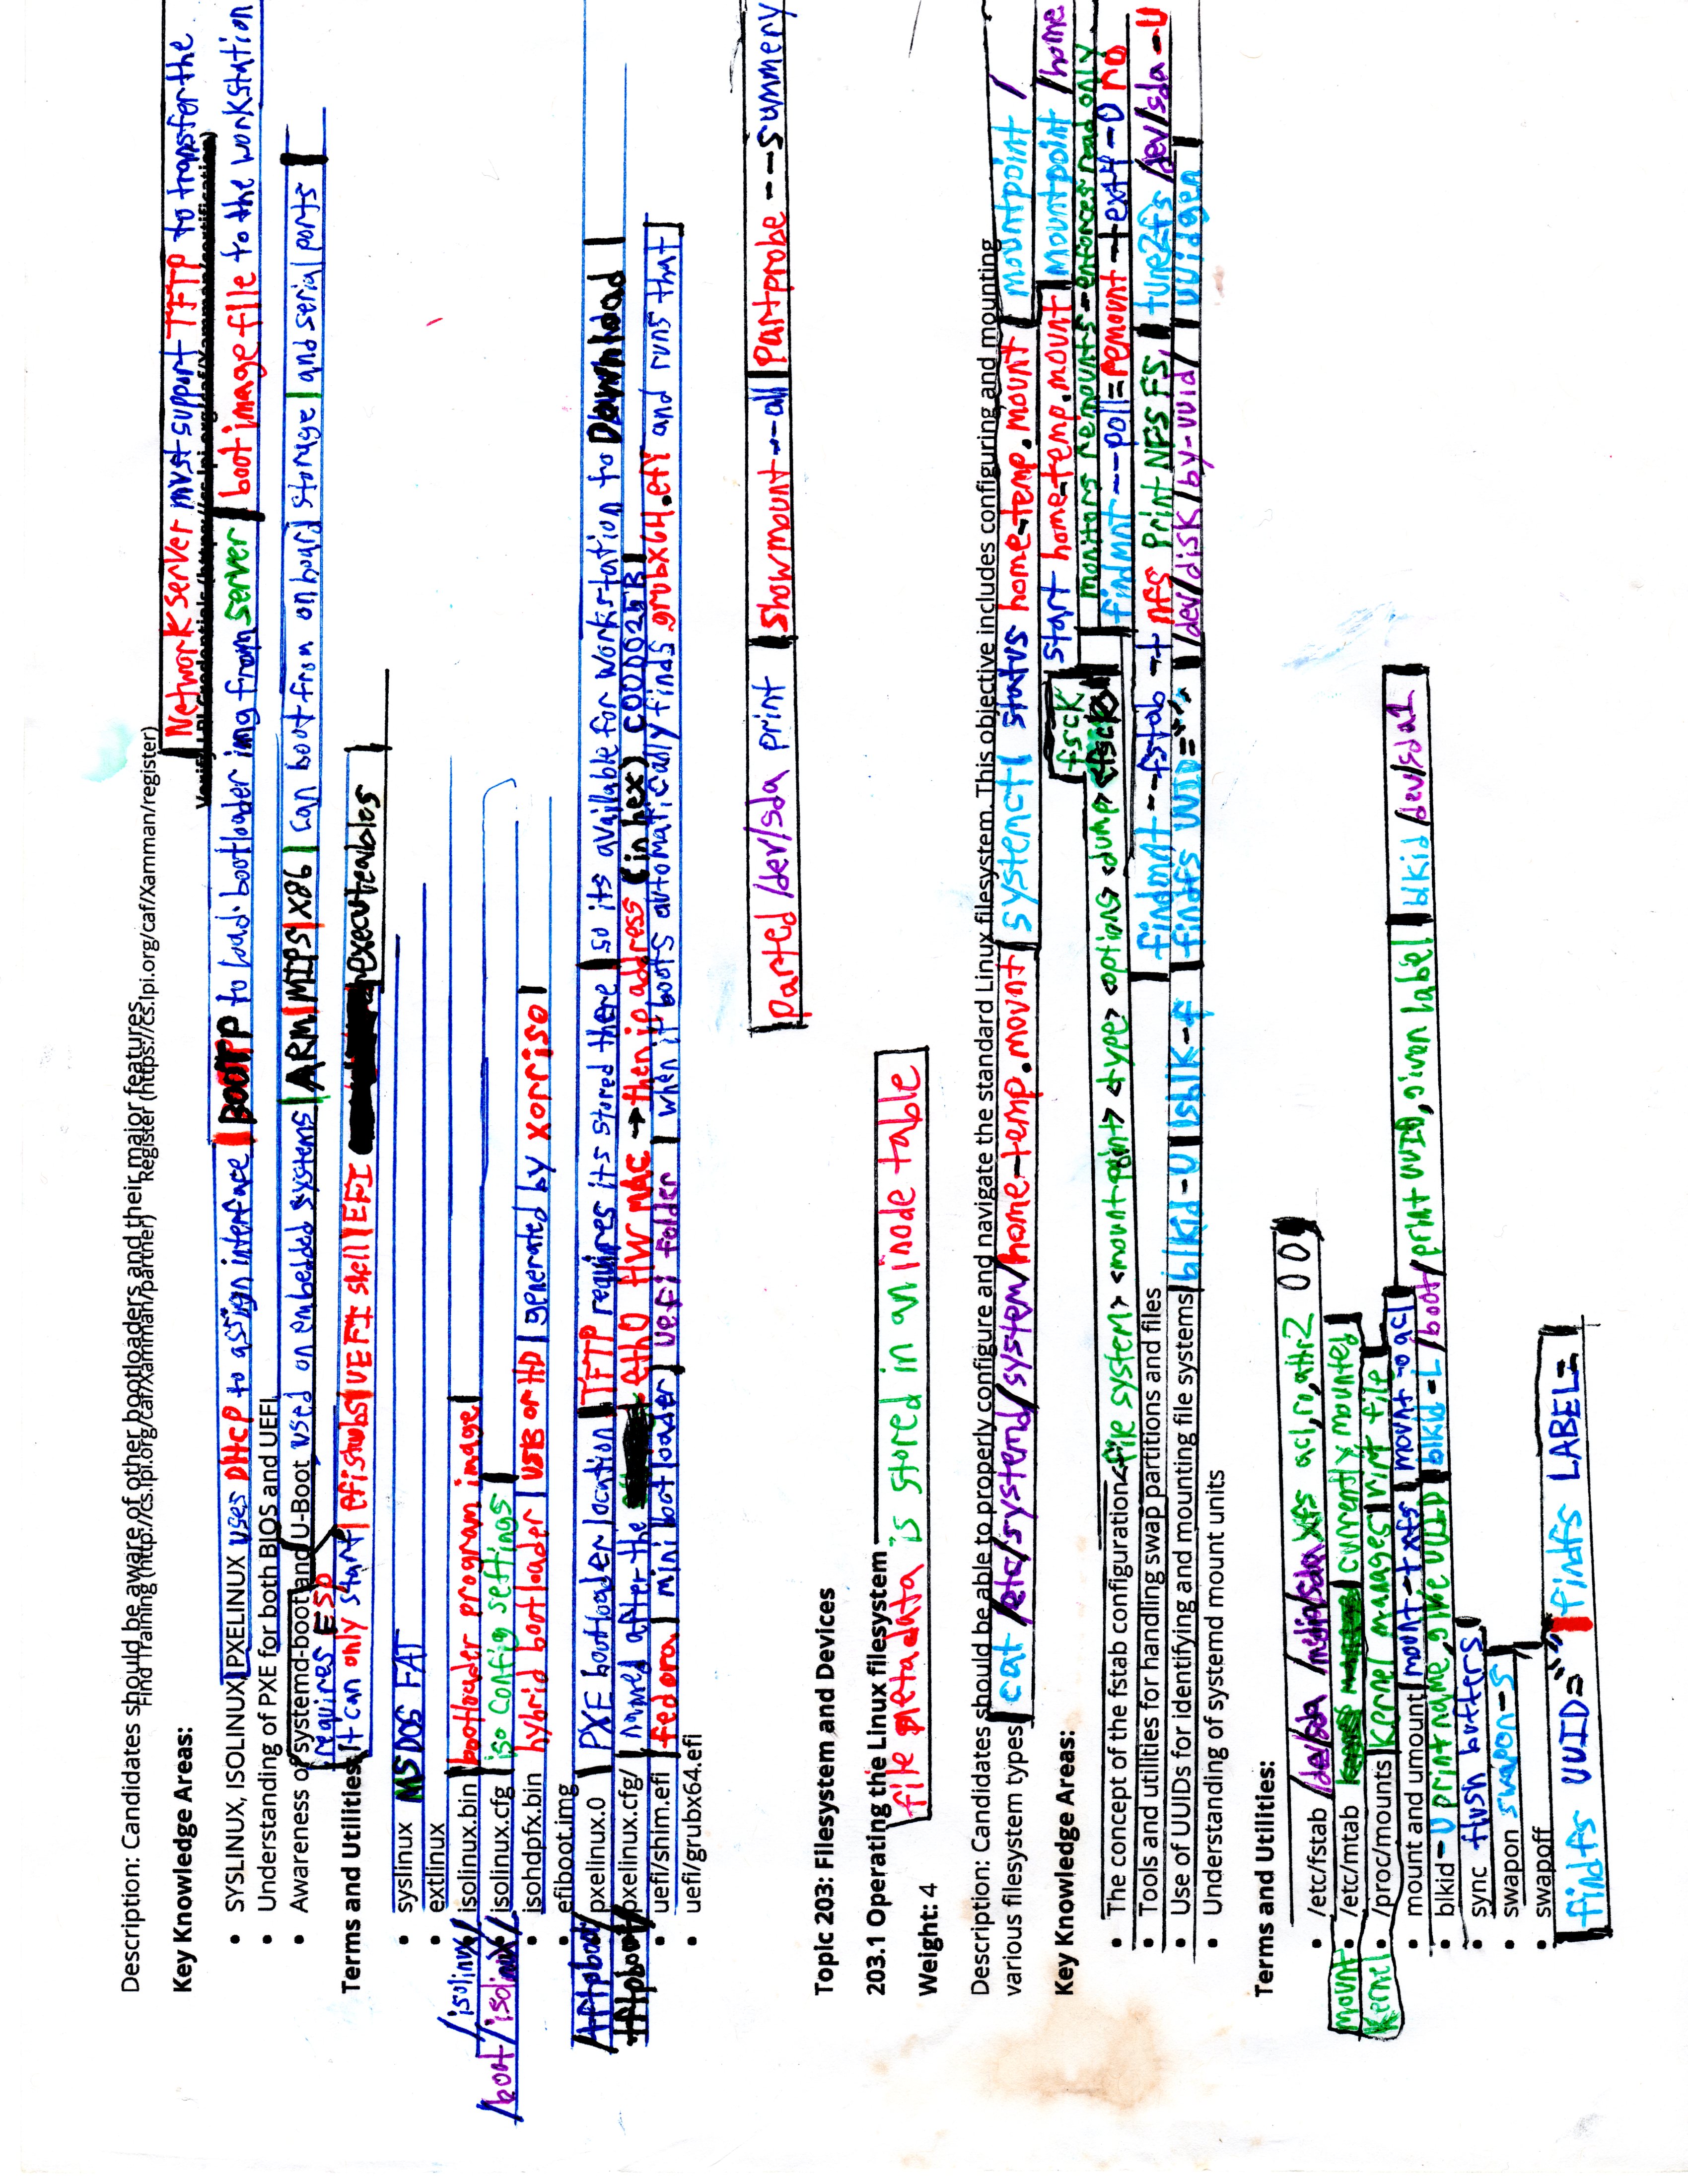 Description: Candidates should be aware of other bootloaders and their major features.
Find Training (http://cs.lpi.org/caf/Xamman/partner) Register (https://cs.lpi.org/caf/Xamman/register)
Key Knowledge Areas:
Network server must support TFTP to transfer the
• SYSLINUX, ISOLINUX, PXELINUX uses DHCP to assign interface | BOOTP to load bootloader img from server | boot image file to the workstation
• Understanding of PXE for both BIOS and UEFI
• Awareness of systemd-boot and U-Boot used on embedded systems | ARM | MIPS | x86 | can boot from onboard storage | and serial ports
requires ESP
Terms and Utilities: It can only start | efistubs | UEFI shell | EFI executeables
• syslinux MSDOS FAT
• extlinux
/isolinux/ • isolinux.bin | bootloader program image
/boot/isolinux/ • isolinux.cfg iso config settings
• isohdpfx.bin hybrid bootloader | USB or HD | generated by xorriso
• efiboot.img
/tftpboot/ • pxelinux.0 | PXE bootloader location | TFTP requires its stored there | so its available for workstation to Download
/tftpboot/ • pxelinux.cfg/ named after the eth0 HW MAC → then ip address (in hex) C000025B
• uefi/shim.efi fedora | mini bootloader | uefi folder | when it boots automatically finds grubx64.efi and runs that
• uefi/grubx64.efi
parted /dev/sda print | showmount --all | Partprobe --summery
Topic 203: Filesystem and Devices
203.1 Operating the Linux filesystem
file metadata is stored in an inode table
Weight: 4
Description: Candidates should be able to properly configure and navigate the standard Linux filesystem. This objective includes configuring and mounting
various filesystem types. cat /etc/systemd/system/home-temp.mount | systemctl status home-temp.mount | mountpoint /
start home-temp.mount | mountpoint /home
Key Knowledge Areas:
fsck monitors remounts-enforces read only
• The concept of the fstab configuration <file system> <mount point> <type> <options> <dump> <fsck> findmnt --poll=remount -t ext4 -O ro
• Tools and utilities for handling swap partitions and files findmnt --fstab -t nfs Print NFS FS, tune2fs /dev/sda -U
• Use of UUIDs for identifying and mounting file systems blkid -U | lsblk -f findfs UUID="" /dev/disk/by-uuid/ uuidgen
• Understanding of systemd mount units
Terms and Utilities:
• /etc/fstab /dev/sda /media/sda xfs acl,ro,attr2 0 0
mount • /etc/mtab currently mounted
kernel • /proc/mounts kernel manages virt file
• mount and umount mount -t xfs mount -o acl
• blkid -U print name, give UUID | blkid -L /boot/ print UUID, given label | blkid /dev/sda1
• sync flush buffers
• swapon swapon -s
• swapoff
findfs UUID="" findfs LABEL=